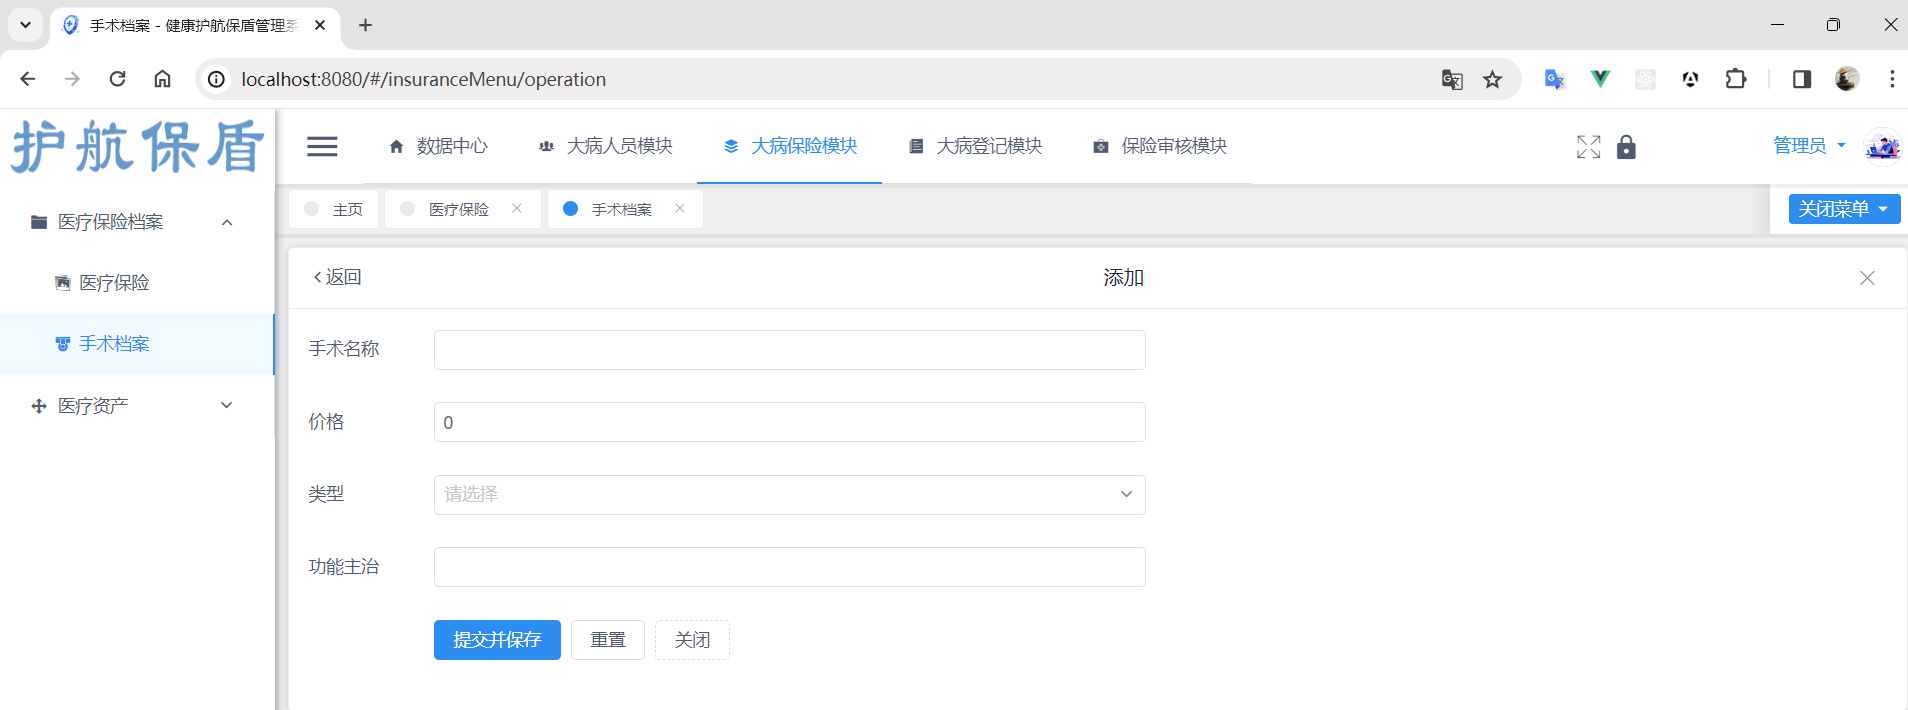 手术档案 - 健康护航保盾管理系
localhost:8080/#/insuranceMenu/operation
护航保盾
数据中心
大病人员模块
大病保险模块
大病登记模块
保险审核模块
管理员
主页
医疗保险
手术档案
关闭菜单
医疗保险档案
医疗保险
手术档案
医疗资产
返回
添加
手术名称
价格
0
类型
请选择
功能主治
提交并保存
重置
关闭